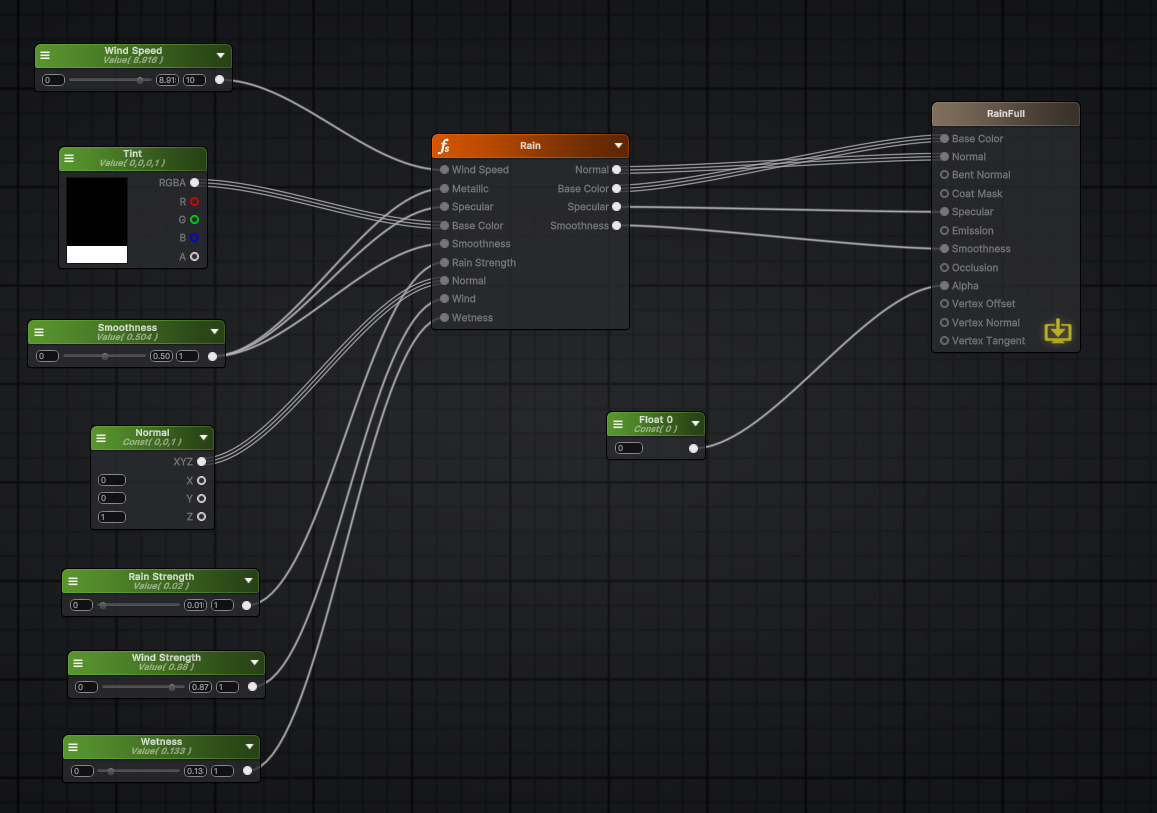 Wind Speed
Value( 8.916 )
0
8.91
10
Tint
Value( 0,0,0,1 )
RGBA
R
G
B
A
Smoothness
Value( 0.504 )
0
0.50
1
Normal
Const( 0,0,1 )
XYZ
0 X
0 Y
1 Z
Rain Strength
Value( 0.02 )
0
0.01
1
Wind Strength
Value( 0.88 )
0
0.87
1
Wetness
Value( 0.133 )
0
0.13
1
fs Rain
Wind Speed Normal
Metallic Base Color
Specular Specular
Base Color Smoothness
Smoothness
Rain Strength
Normal
Wind
Wetness
Float 0
Const( 0 )
0
RainFull
Base Color
Normal
Bent Normal
Coat Mask
Specular
Emission
Smoothness
Occlusion
Alpha
Vertex Offset
Vertex Normal
Vertex Tangent